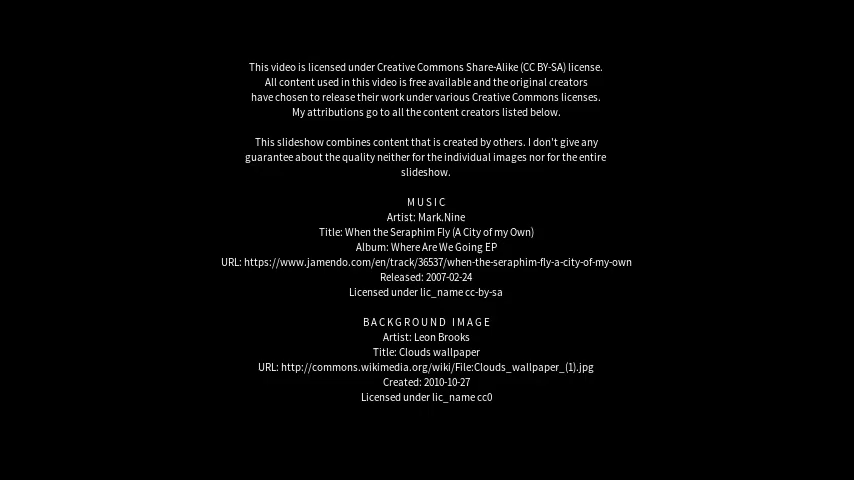 This video is licensed under Creative Commons Share-Alike (CC BY-SA) license.
All content used in this video is free available and the original creators
have chosen to release their work under various Creative Commons licenses.
My attributions go to all the content creators listed below.
This slideshow combines content that is created by others. I don't give any
guarantee about the quality neither for the individual images nor for the entire
slideshow.
MUSIC
Artist: Mark.Nine
Title: When the Seraphim Fly (A City of my Own)
Album: Where Are We Going EP
URL: https://www.jamendo.com/en/track/36537/when-the-seraphim-fly-a-city-of-my-own
Released: 2007-02-24
Licensed under lic_name cc-by-sa
BACKGROUND IMAGE
Artist: Leon Brooks
Title: Clouds wallpaper
URL: http://commons.wikimedia.org/wiki/File:Clouds_wallpaper_(1).jpg
Created: 2010-10-27
Licensed under lic_name cc0